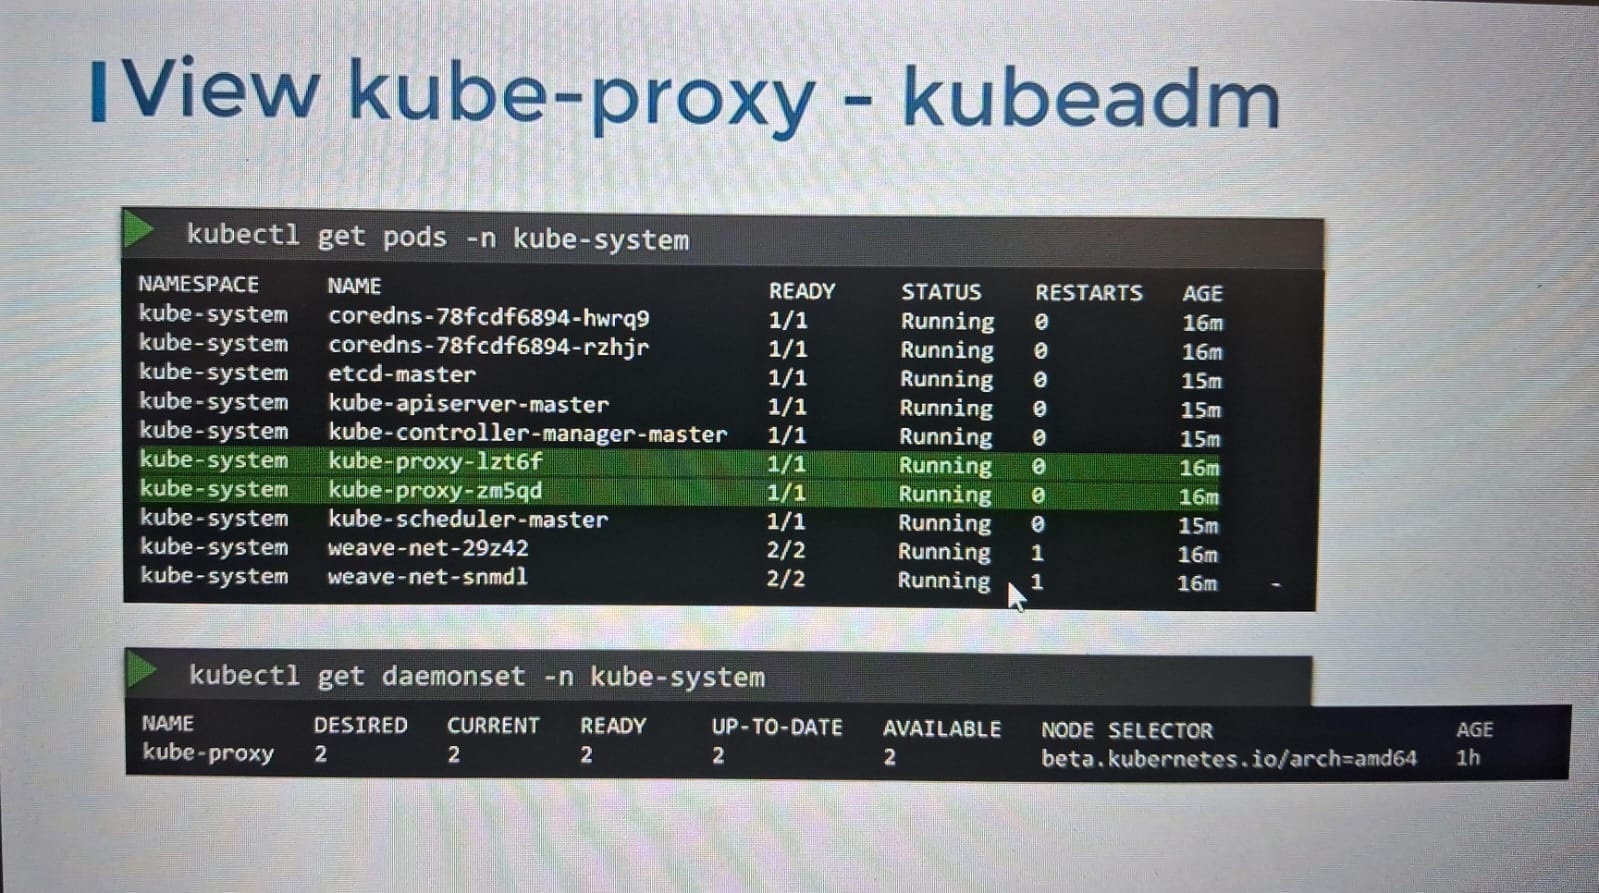 View kube-proxy - kubeadm
kubectl get pods -n kube-system
NAMESPACE NAME READY STATUS RESTARTS AGE
kube-system coredns-78fcdf6894-hwrq9 1/1 Running 0 16m
kube-system coredns-78fcdf6894-rzhjr 1/1 Running 0 16m
kube-system etcd-master 1/1 Running 0 15m
kube-system kube-apiserver-master 1/1 Running 0 15m
kube-system kube-controller-manager-master 1/1 Running 0 15m
kube-system kube-proxy-lzt6f 1/1 Running 0 16m
kube-system kube-proxy-zm5qd 1/1 Running 0 16m
kube-system kube-scheduler-master 1/1 Running 0 15m
kube-system weave-net-29z42 2/2 Running 1 16m
kube-system weave-net-snmdl 2/2 Running 1 16m
kubectl get daemonset -n kube-system
NAME DESIRED CURRENT READY UP-TO-DATE AVAILABLE NODE SELECTOR AGE
kube-proxy 2 2 2 2 2 beta.kubernetes.io/arch=amd64 1h